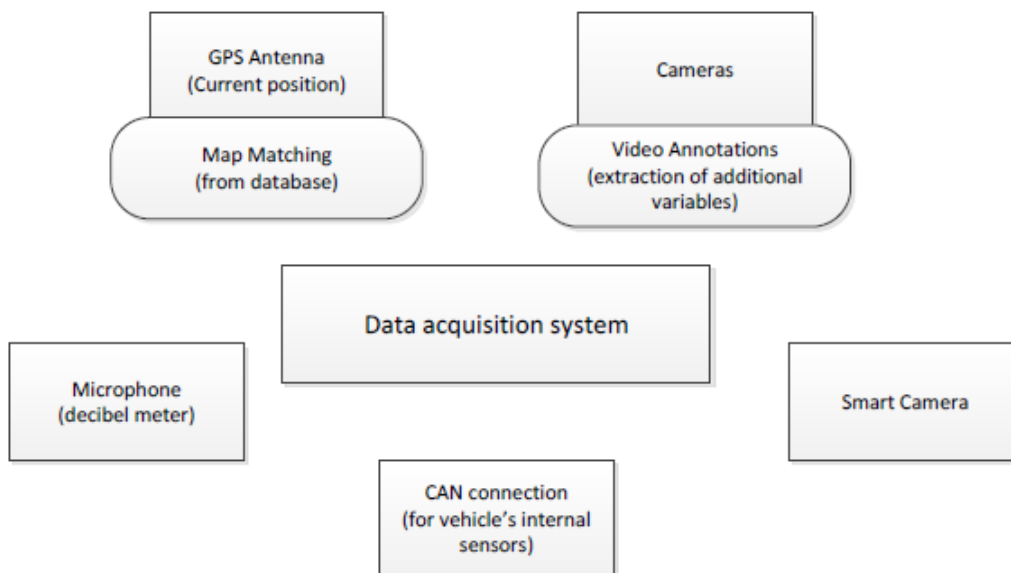 GPS Antenna
(Current position)
Map Matching
(from database)
Cameras
Video Annotations
(extraction of additional
variables)
Data acquisition system
Microphone
(decibel meter)
Smart Camera
CAN connection
(for vehicle's internal
sensors)